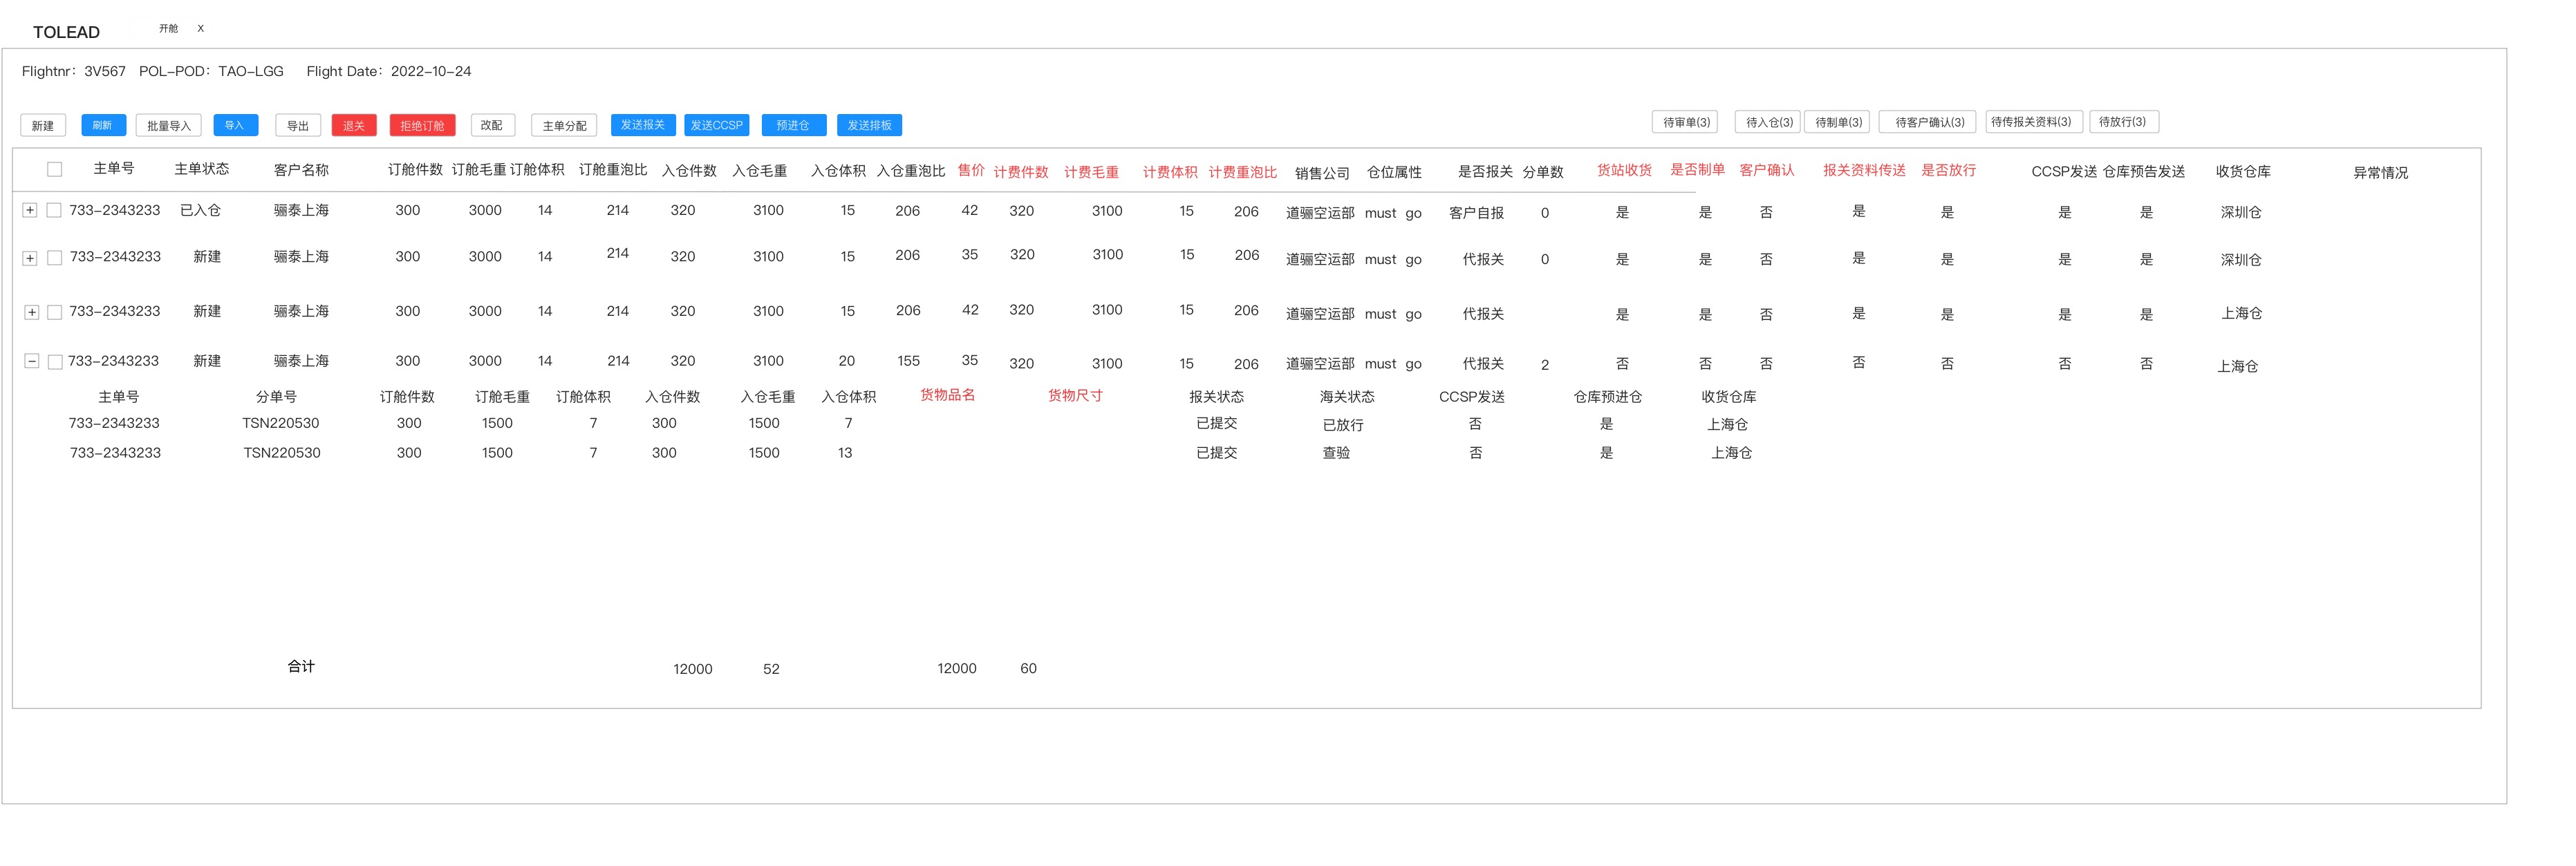 TOLEAD 开舱 X
Flightnr：3V567 POL-POD：TAO-LGG Flight Date：2022-10-24
新建 刷新 批量导入 导入 导出 退关 拒绝订舱 改配 主单分配 发送报关 发送CCSP 预进仓 发送排板 待审单(3) 待入仓(3) 待制单(3) 待客户确认(3) 待传报关资料(3) 待放行(3)
主单号 主单状态 客户名称 订舱件数 订舱毛重 订舱体积 订舱重泡比 入仓件数 入仓毛重 入仓体积 入仓重泡比 售价 计费件数 计费毛重 计费体积 计费重泡比 销售公司 仓位属性 是否报关 分单数 货站收货 是否制单 客户确认 报关资料传送 是否放行 CCSP发送 仓库预告发送 收货仓库 异常情况
+ 733-2343233 已入仓 骊泰上海 300 3000 14 214 320 3100 15 206 42 320 3100 15 206 道骊空运部 must go 客户自报 0 是 是 否 是 是 是 是 深圳仓
+ 733-2343233 新建 骊泰上海 300 3000 14 214 320 3100 15 206 35 320 3100 15 206 道骊空运部 must go 代报关 0 是 是 否 是 是 是 是 深圳仓
+ 733-2343233 新建 骊泰上海 300 3000 14 214 320 3100 15 206 42 320 3100 15 206 道骊空运部 must go 代报关 是 是 否 是 是 是 是 上海仓
− 733-2343233 新建 骊泰上海 300 3000 14 214 320 3100 20 155 35 320 3100 15 206 道骊空运部 must go 代报关 2 否 否 否 否 否 否 否 上海仓
主单号 分单号 订舱件数 订舱毛重 订舱体积 入仓件数 入仓毛重 入仓体积 货物品名 货物尺寸 报关状态 海关状态 CCSP发送 仓库预进仓 收货仓库
733-2343233 TSN220530 300 1500 7 300 1500 7 已提交 已放行 否 是 上海仓
733-2343233 TSN220530 300 1500 7 300 1500 13 已提交 查验 否 是 上海仓
合计 12000 52 12000 60